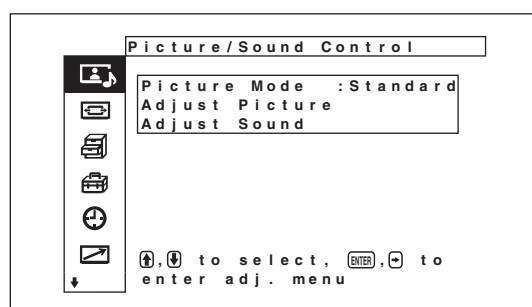 Picture/Sound Control
Picture Mode :Standard
Adjust Picture
Adjust Sound
↑,↓ to select, ENTER,→ to
enter adj. menu